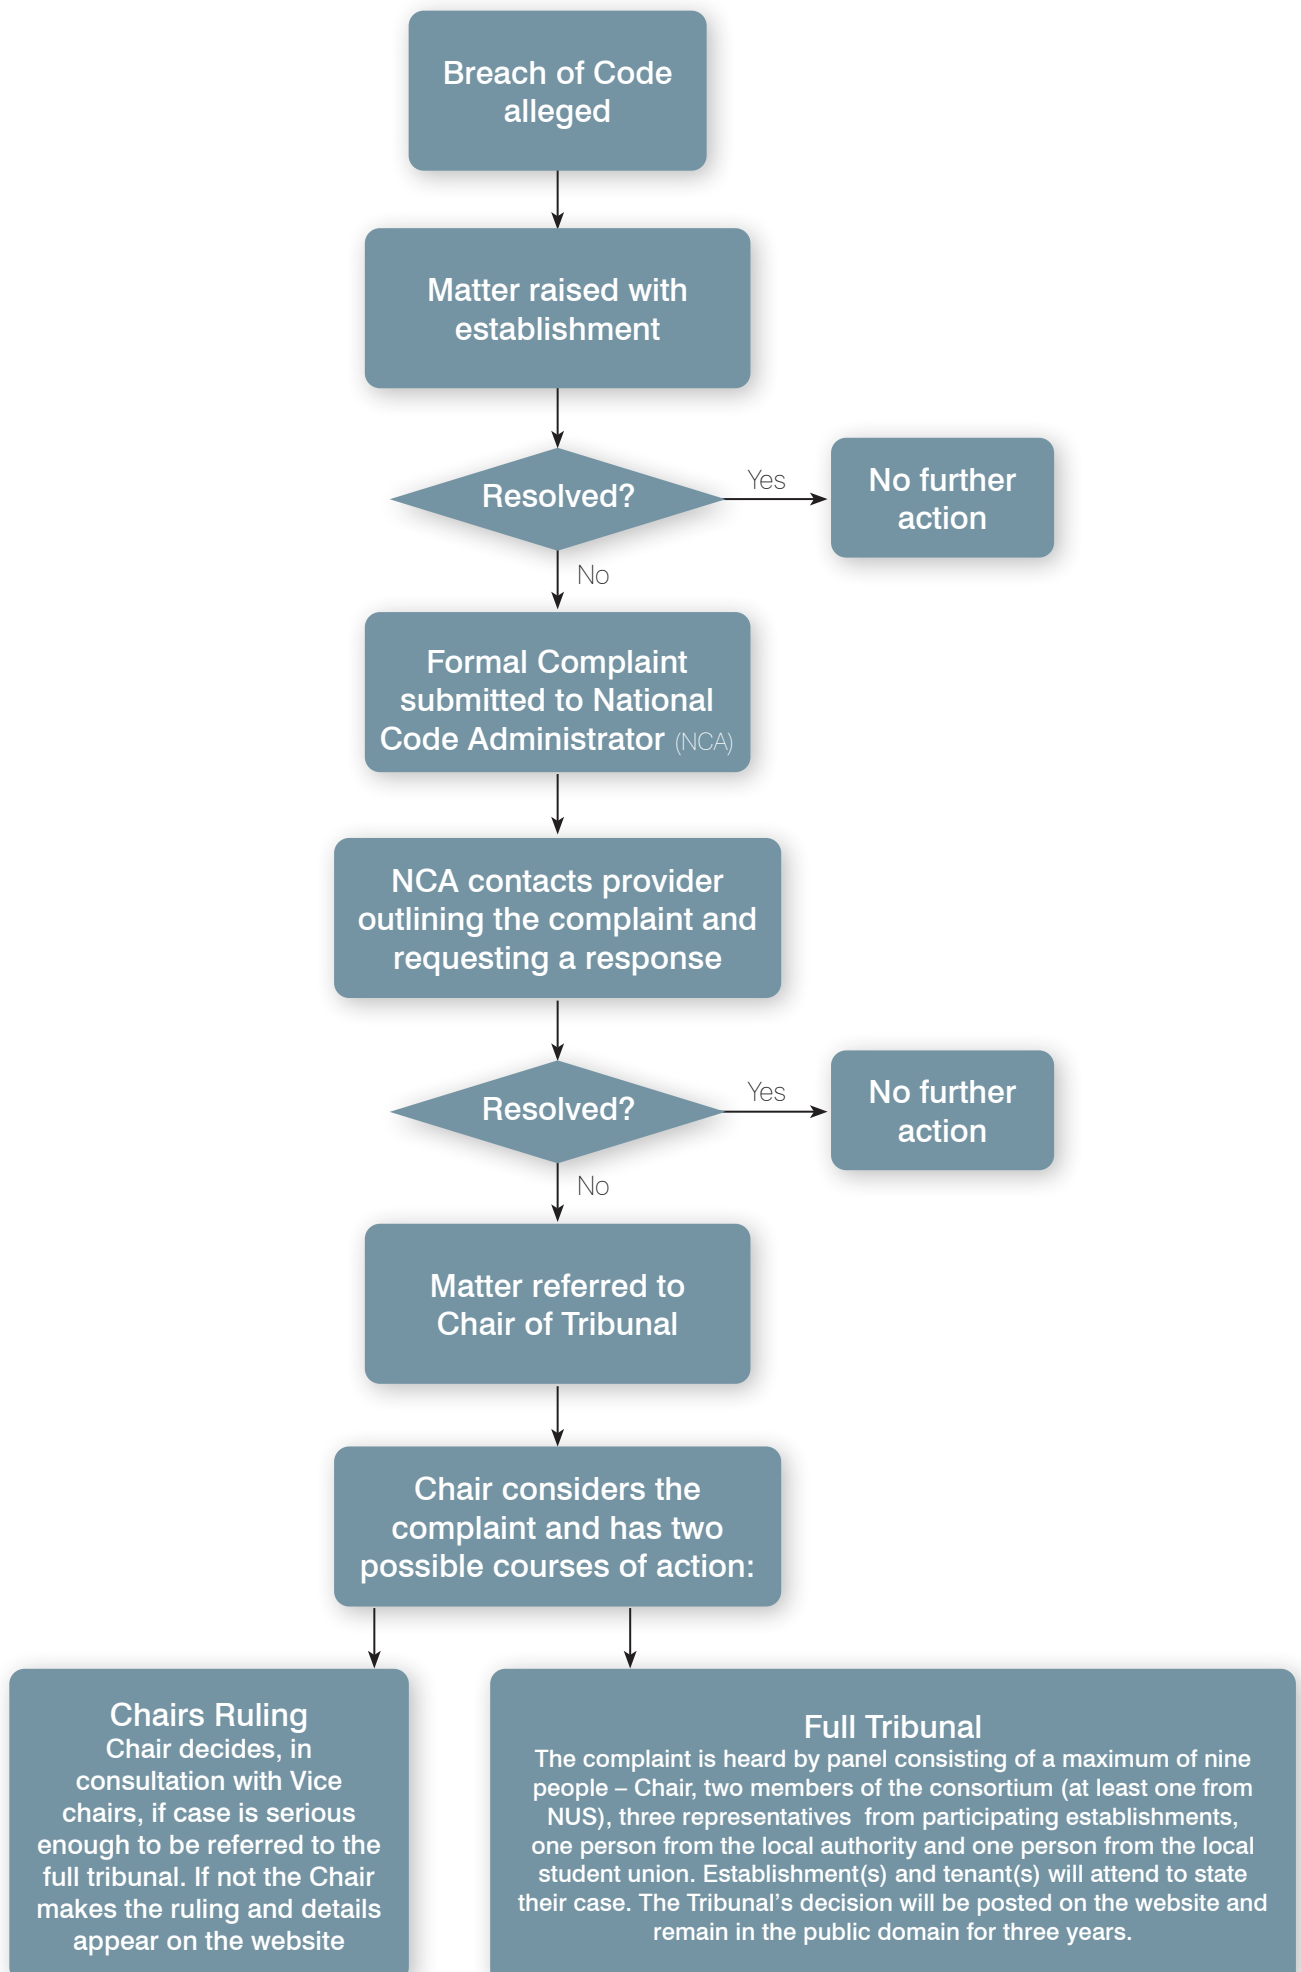 Breach of Code
alleged
Matter raised with
establishment
Resolved?
Yes
No further
action
No
Formal Complaint
submitted to National
Code Administrator (NCA)
NCA contacts provider
outlining the complaint and
requesting a response
Resolved?
Yes
No further
action
No
Matter referred to
Chair of Tribunal
Chair considers the
complaint and has two
possible courses of action:
Chairs Ruling
Chair decides, in
consultation with Vice
chairs, if case is serious
enough to be referred to the
full tribunal. If not the Chair
makes the ruling and details
appear on the website
Full Tribunal
The complaint is heard by panel consisting of a maximum of nine
people – Chair, two members of the consortium (at least one from
NUS), three representatives  from participating establishments,
one person from the local authority and one person from the local
student union. Establishment(s) and tenant(s) will attend to state
their case. The Tribunal’s decision will be posted on the website and
remain in the public domain for three years.